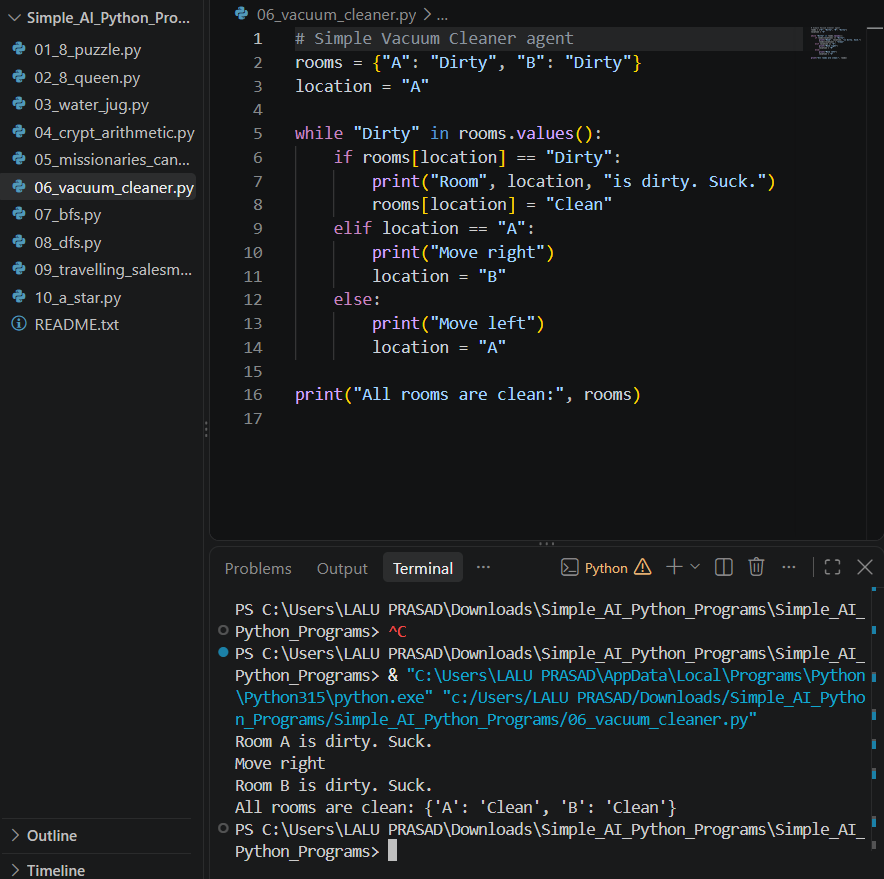 Simple_AI_Python_Pro...
01_8_puzzle.py
02_8_queen.py
03_water_jug.py
04_crypt_arithmetic.py
05_missionaries_can...
06_vacuum_cleaner.py
07_bfs.py
08_dfs.py
09_travelling_salesm...
10_a_star.py
README.txt
Outline
Timeline
06_vacuum_cleaner.py > ...
1 # Simple Vacuum Cleaner agent
2 rooms = {"A": "Dirty", "B": "Dirty"}
3 location = "A"
4
5 while "Dirty" in rooms.values():
6     if rooms[location] == "Dirty":
7         print("Room", location, "is dirty. Suck.")
8         rooms[location] = "Clean"
9     elif location == "A":
10         print("Move right")
11         location = "B"
12     else:
13         print("Move left")
14         location = "A"
15
16 print("All rooms are clean:", rooms)
17
Problems Output Terminal ... Python
PS C:\Users\LALU PRASAD\Downloads\Simple_AI_Python_Programs\Simple_AI_
Python_Programs> ^C
PS C:\Users\LALU PRASAD\Downloads\Simple_AI_Python_Programs\Simple_AI_
Python_Programs> & "C:\Users\LALU PRASAD\AppData\Local\Programs\Python
\Python315\python.exe" "c:/Users/LALU PRASAD/Downloads/Simple_AI_Pytho
n_Programs/Simple_AI_Python_Programs/06_vacuum_cleaner.py"
Room A is dirty. Suck.
Move right
Room B is dirty. Suck.
All rooms are clean: {'A': 'Clean', 'B': 'Clean'}
PS C:\Users\LALU PRASAD\Downloads\Simple_AI_Python_Programs\Simple_AI_
Python_Programs>